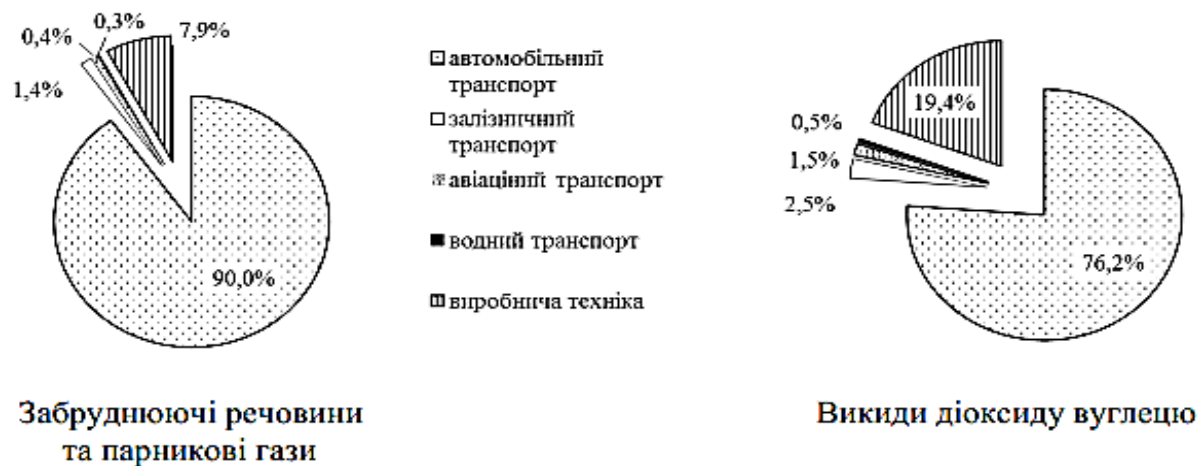 0,4%
0,3%
7,9%
1,4%
90,0%
автомобільний
транспорт
залізничний
транспорт
авіаціний транспорт
водний транспорт
виробнича техніка
19,4%
0,5%
1,5%
2,5%
76,2%
Забруднюючі речовини
та парникові гази
Викиди діоксиду вуглецю